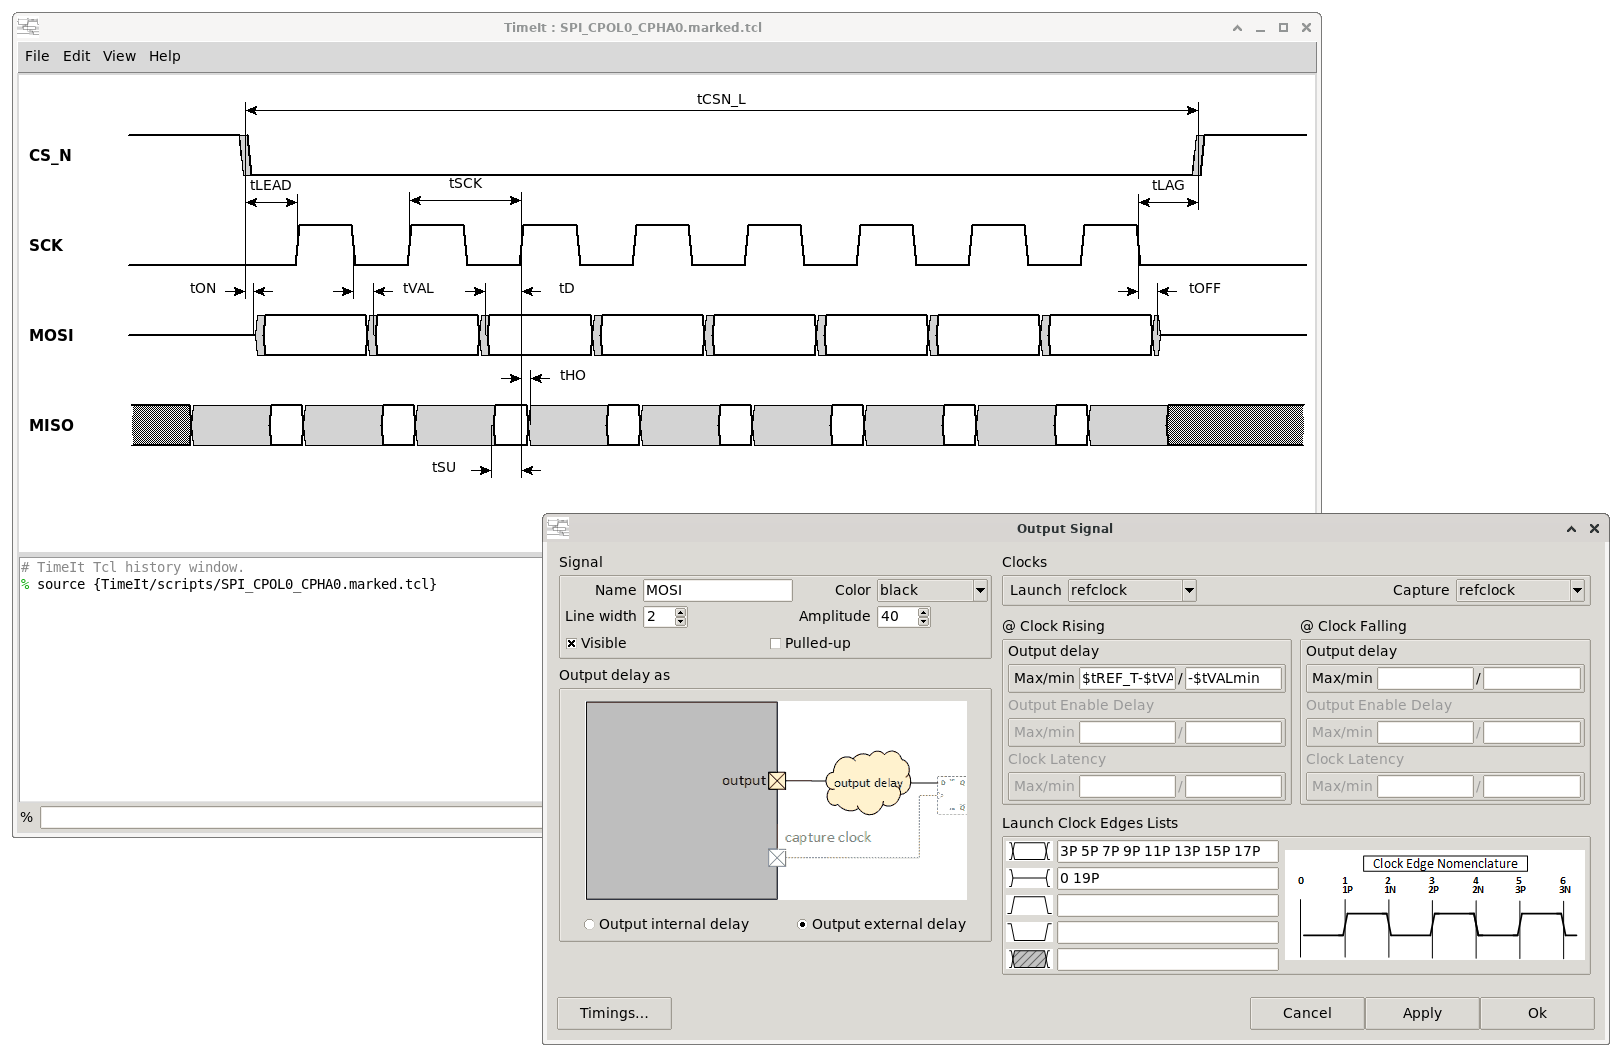 TimeIt : SPI_CPOL0_CPHA0.marked.tcl
File Edit View Help
tCSN_L
CS_N
tLEAD
tSCK
tLAG
SCK
tON
tVAL
tD
tOFF
MOSI
tHO
MISO
tSU
# TimeIt Tcl history window.
% source {TimeIt/scripts/SPI_CPOL0_CPHA0.marked.tcl}
%
Output Signal
Signal
Name MOSI Color black
Line width 2 Amplitude 40
Visible Pulled-up
Output delay as
output
output delay
capture clock
Output internal delay Output external delay
Clocks
Launch refclock Capture refclock
@ Clock Rising
Output delay
Max/min $tREF_T-$tVA / -$tVALmin
Output Enable Delay
Max/min /
Clock Latency
Max/min /
@ Clock Falling
Output delay
Max/min /
Output Enable Delay
Max/min /
Clock Latency
Max/min /
Launch Clock Edges Lists
3P 5P 7P 9P 11P 13P 15P 17P
0 19P
Clock Edge Nomenclature
0 1 2 3 4 5 6
1P 1N 2P 2N 3P 3N
Timings... Cancel Apply Ok